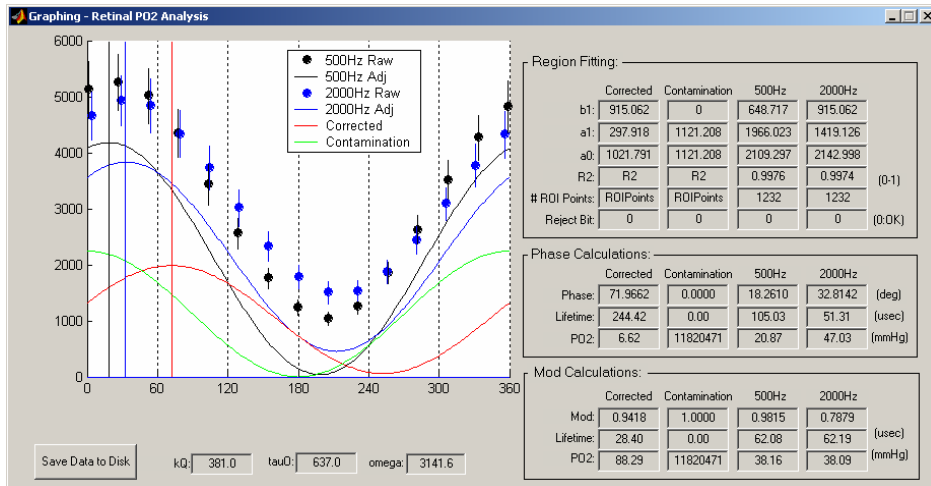 Graphing - Retinal PO2 Analysis
6000
5000
4000
3000
2000
1000
0
0 60 120 180 240 300 360
500Hz Raw
500Hz Adj
2000Hz Raw
2000Hz Adj
Corrected
Contamination
Save Data to Disk
kQ: 381.0 tau0: 637.0 omega: 3141.6
Region Fitting:
Corrected Contamination 500Hz 2000Hz
b1: 915.062 0 648.717 915.062
a1: 297.918 1121.208 1966.023 1419.126
a0: 1021.791 1121.208 2109.297 2142.998
R2: R2 R2 0.9976 0.9974 (0-1)
# ROI Points: ROIPoints ROIPoints 1232 1232
Reject Bit: 0 0 0 0 (0:OK)
Phase Calculations:
Corrected Contamination 500Hz 2000Hz
Phase: 71.9662 0.0000 18.2610 32.8142 (deg)
Lifetime: 244.42 0.00 105.03 51.31 (usec)
PO2: 6.62 11820471 20.87 47.03 (mmHg)
Mod Calculations:
Corrected Contamination 500Hz 2000Hz
Mod: 0.9418 1.0000 0.9815 0.7879
Lifetime: 28.40 0.00 62.08 62.19 (usec)
PO2: 88.29 11820471 38.16 38.09 (mmHg)